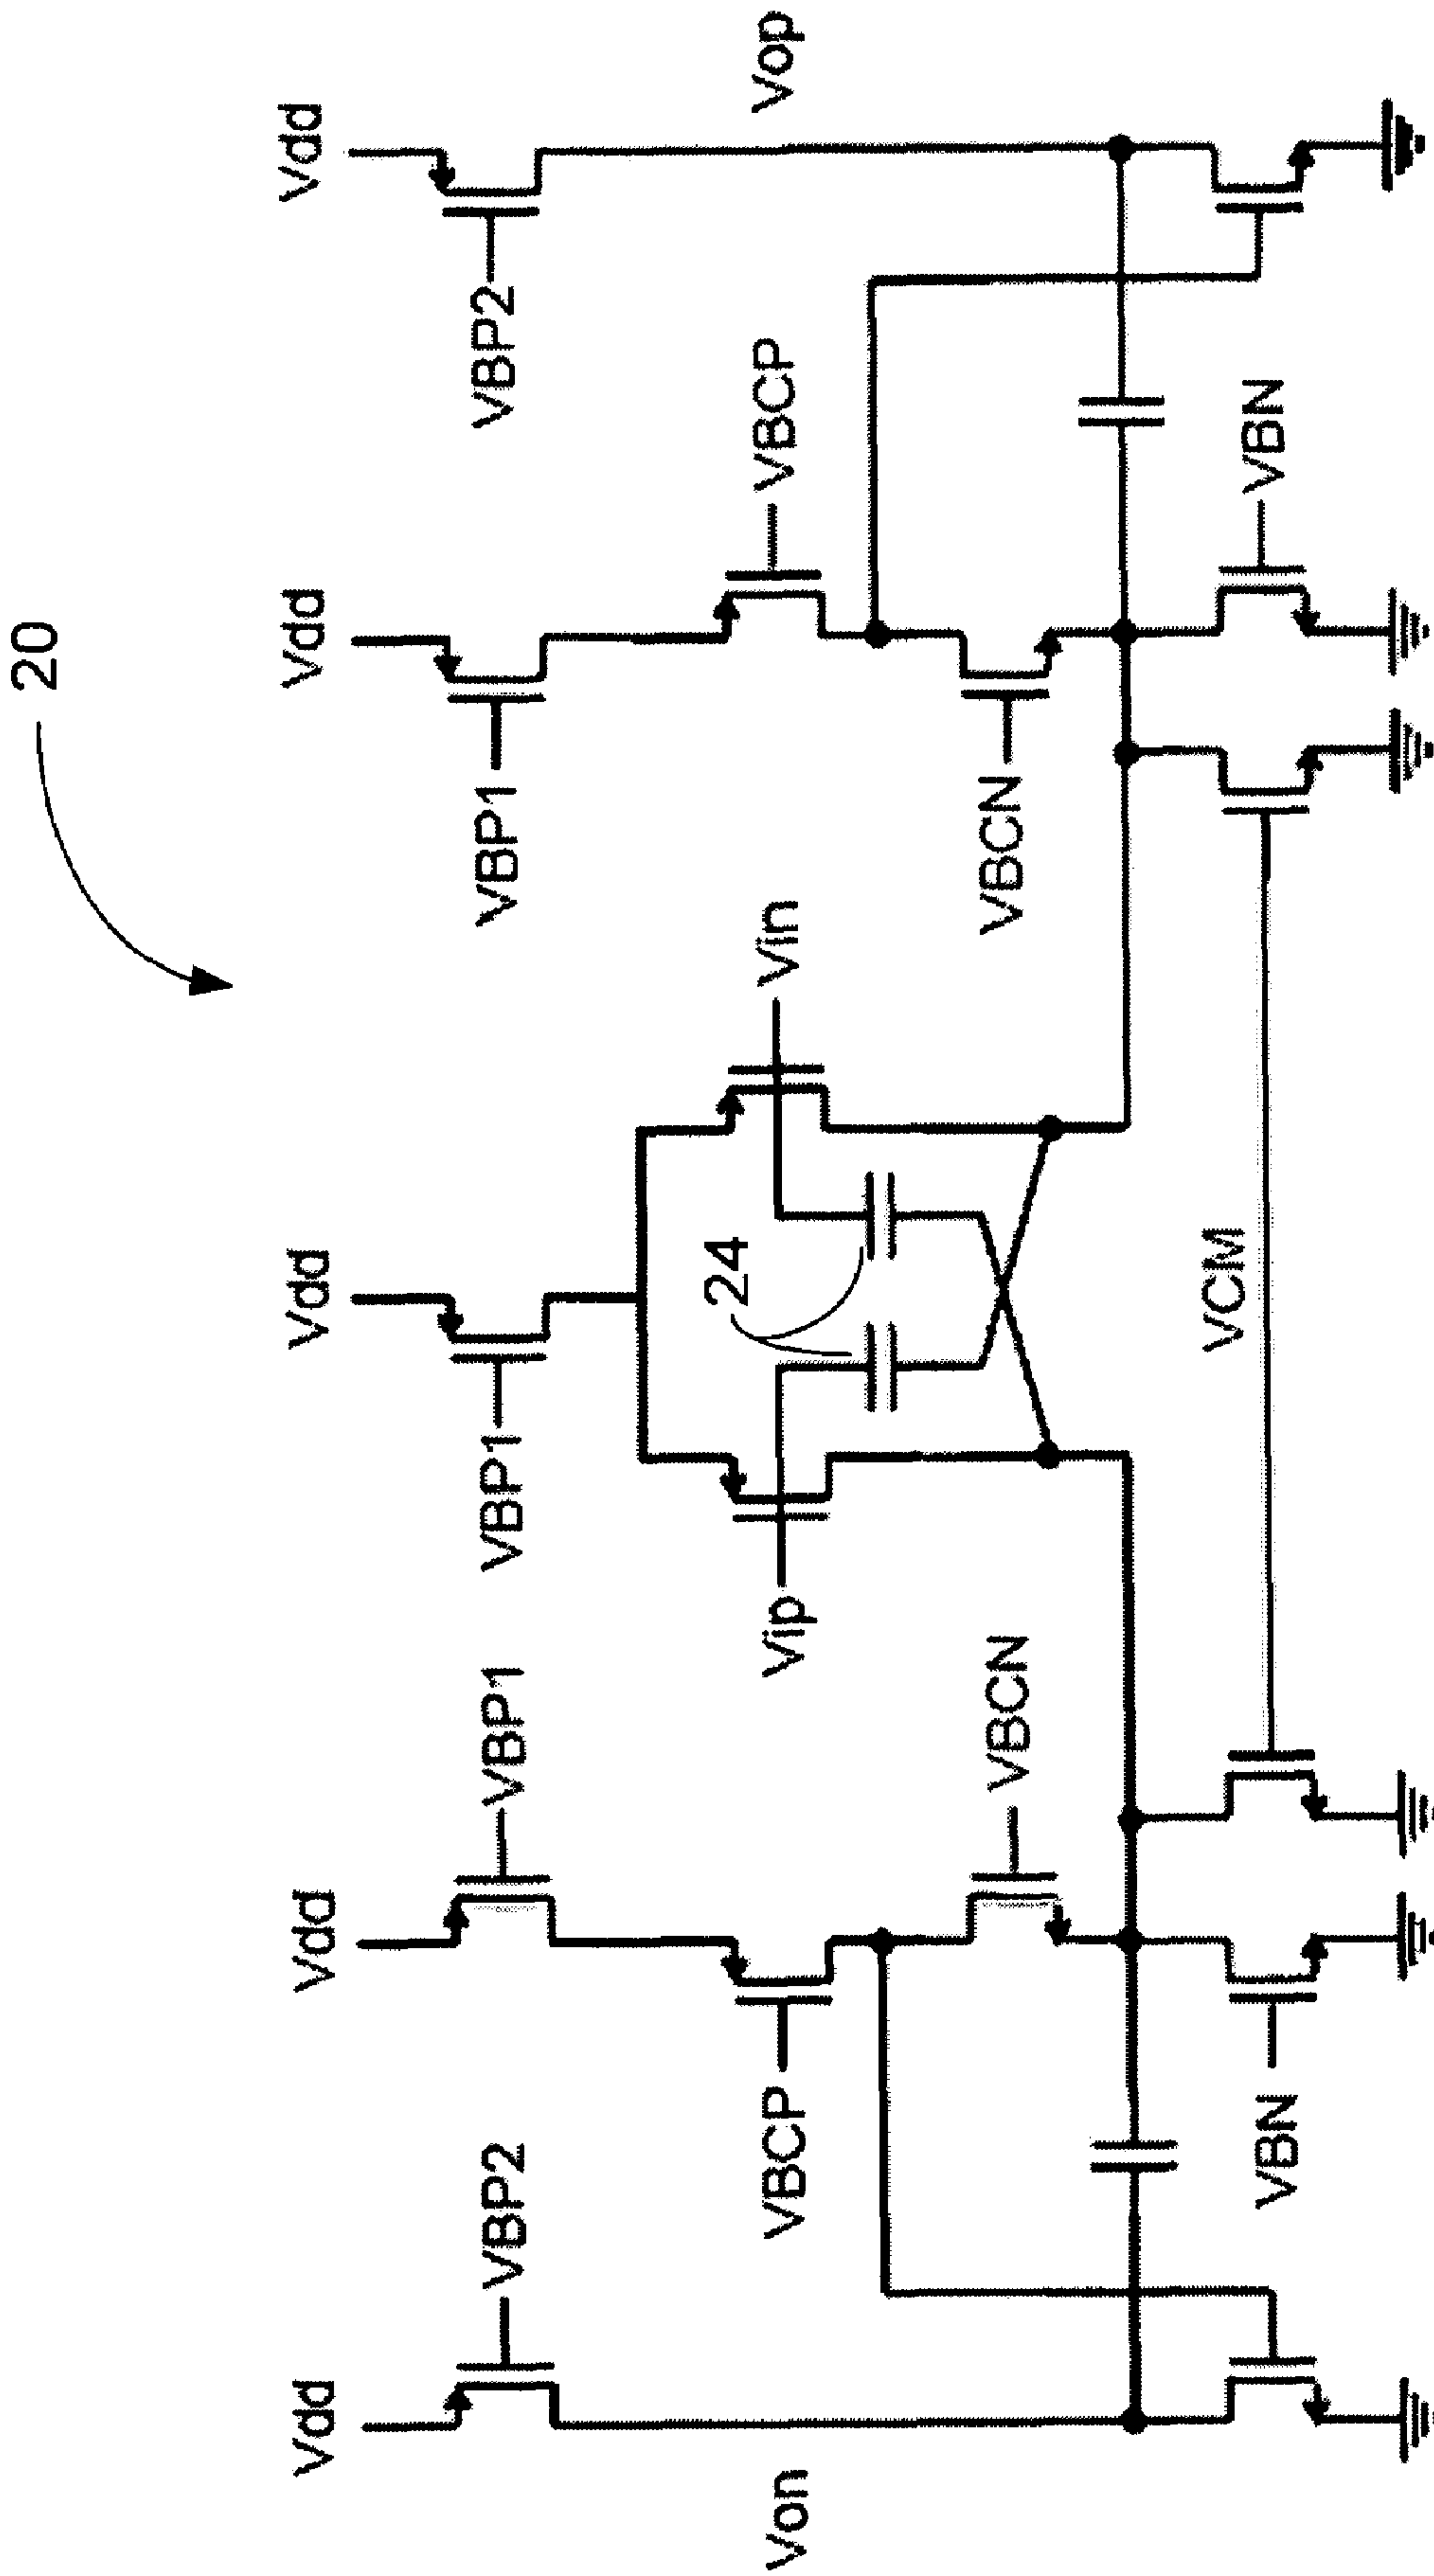 20
Vdd
Vdd
Vdd
Vdd
Vdd
VBP2
VBP1
VBP1
VBP1
VBP2
24
Von
VBCP
Vip
Vin
VBCP
Vop
VBCN
VBCN
VCM
VBN
VBN